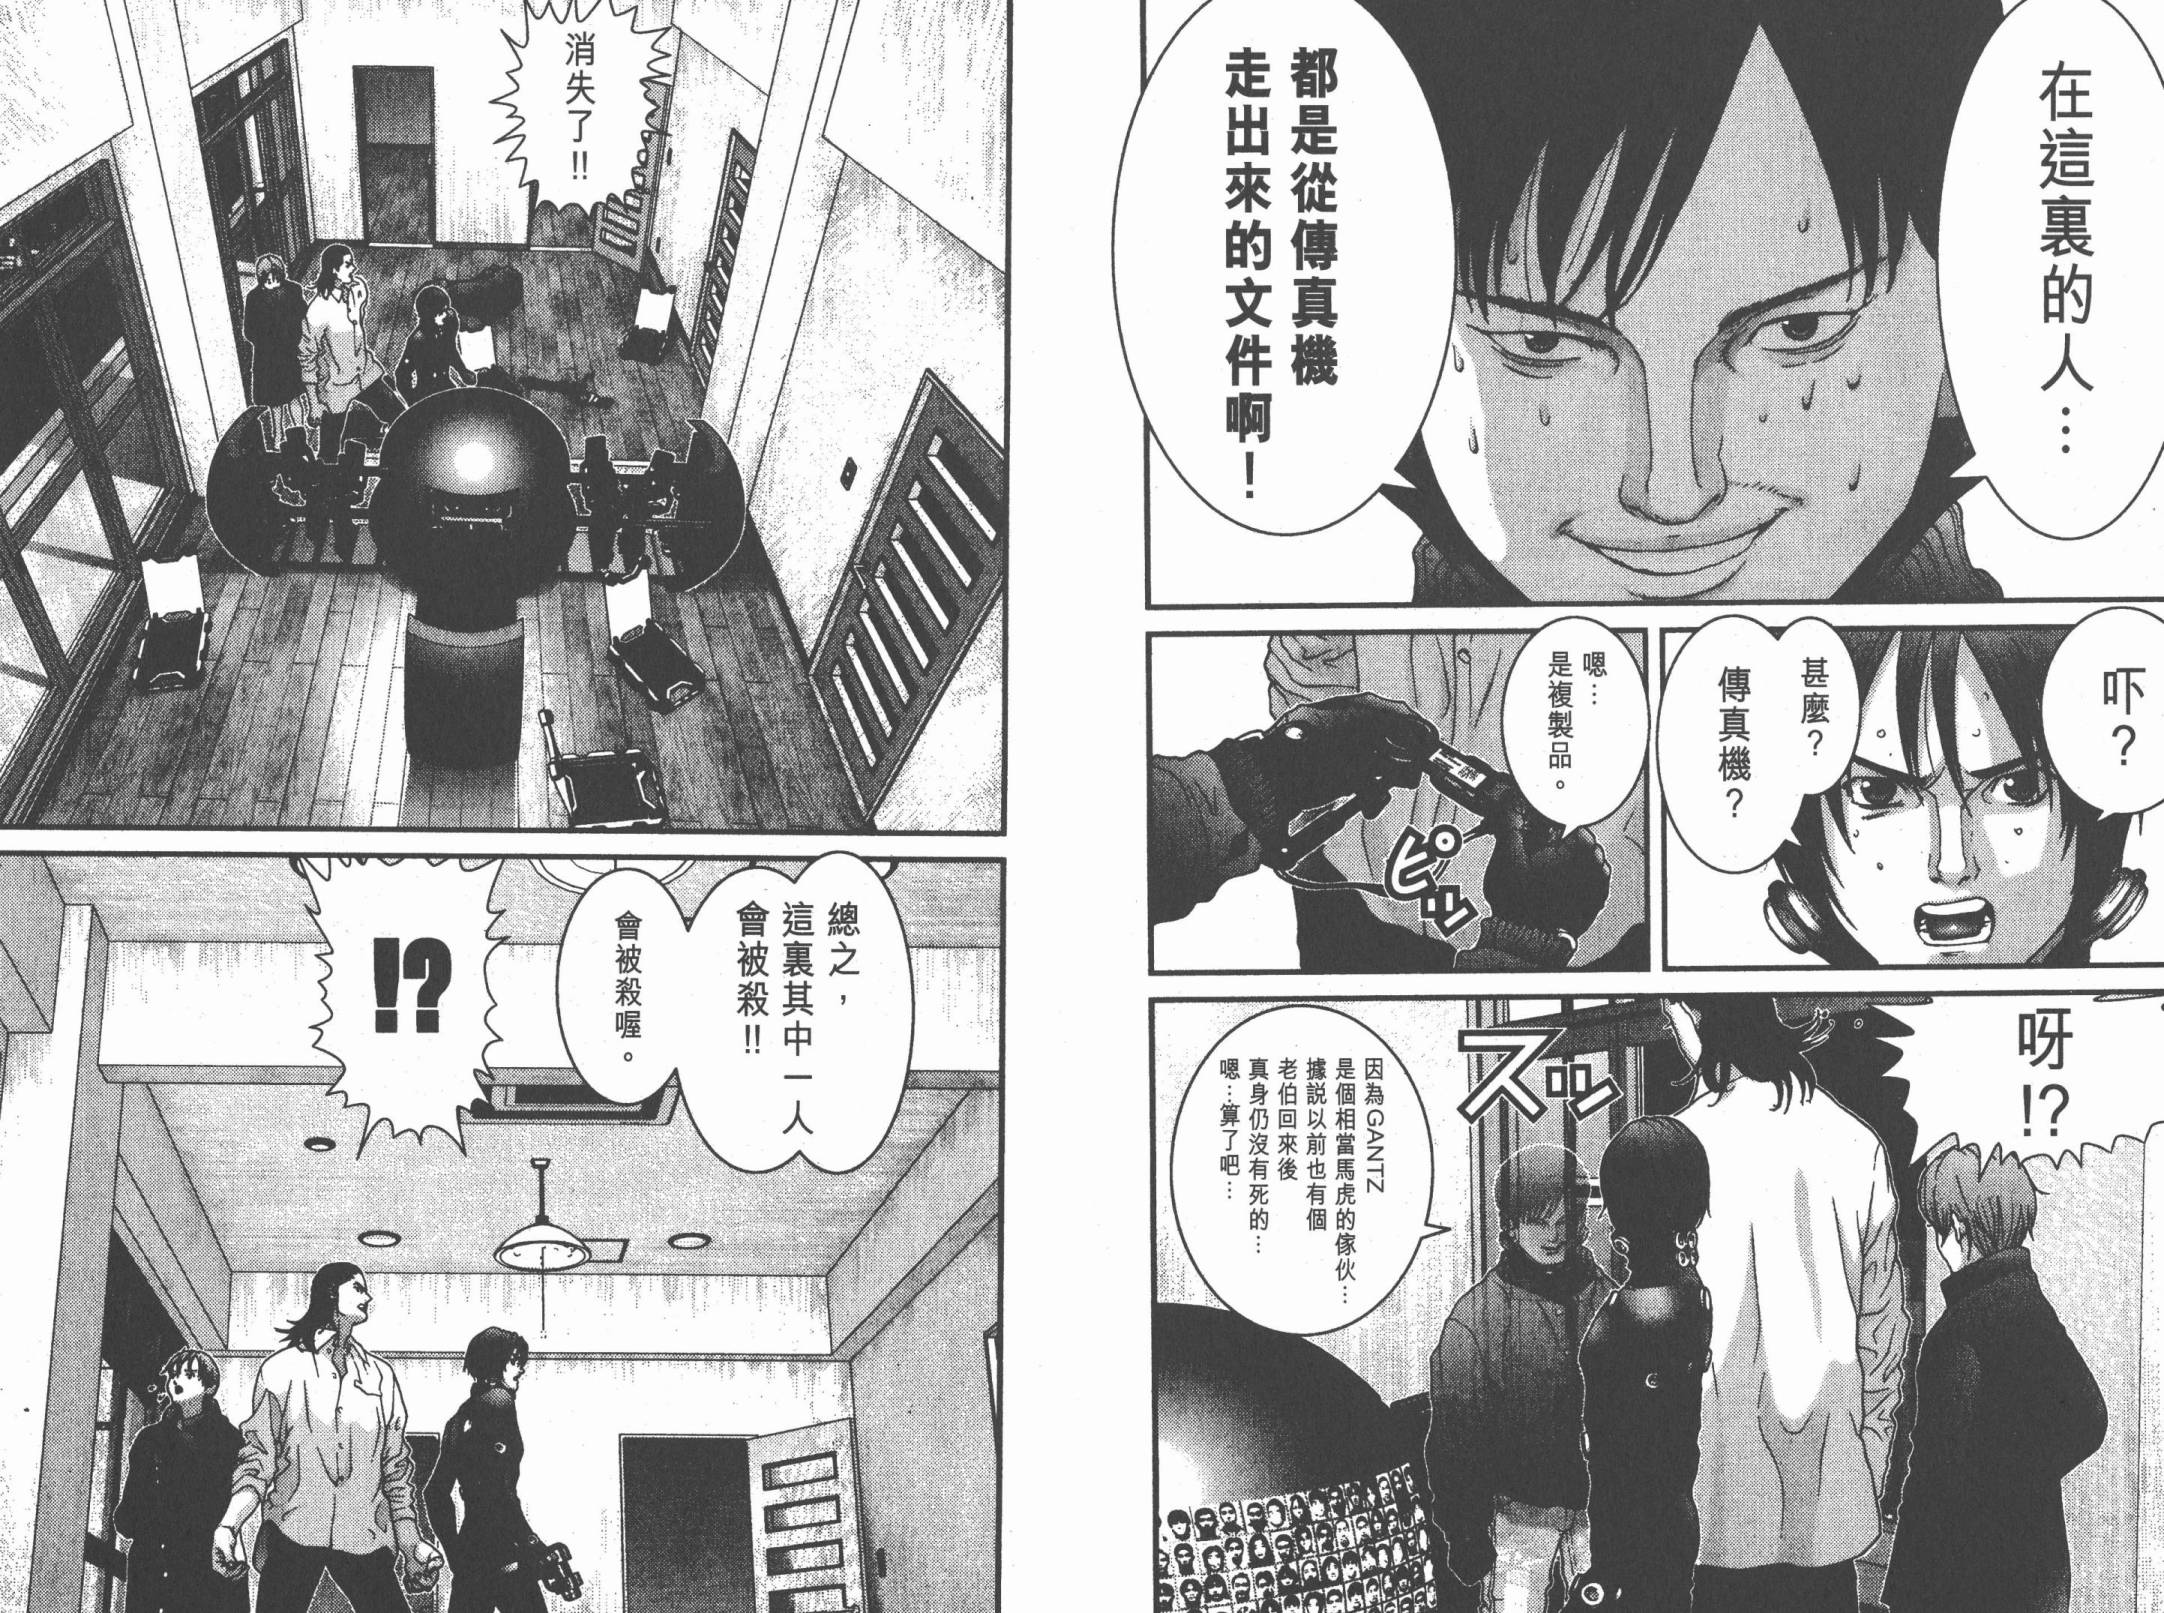 在這裏的人…
都是從傳真機
走出來的文件啊！
吓？
甚麼？
傳真機？
嗯…
是複製品。
ピッ
呀!?
ズッ
因為GANTZ
是個相當馬虎的傢伙…
據說以前也有個
老伯回來後
真身仍沒有死的…
嗯…算了吧…
消失了!!
總之，
這裏其中一人
會被殺!!
會被殺喔。
!?